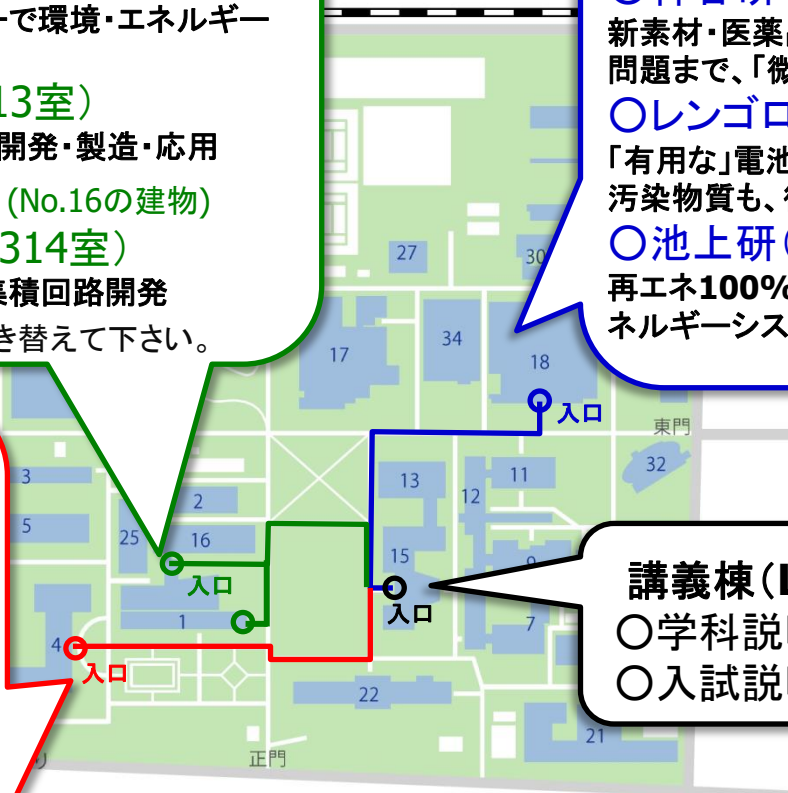 ーで環境・エネルギー
13室）
開発・製造・応用
(No.16の建物)
314室）
集積回路開発
き替えて下さい。
新素材・医薬
問題まで、「微
○レンゴロ
「有用な」電池
汚染物質も、
○池上研（
再エネ100%
ネルギーシス
27
30
17
34
18
入口
東門
32
3
5
2
25
16
入口
1
4
入口
13
12
11
15
入口
9
7
22
21
正門
り
講義棟（
○学科説
○入試説